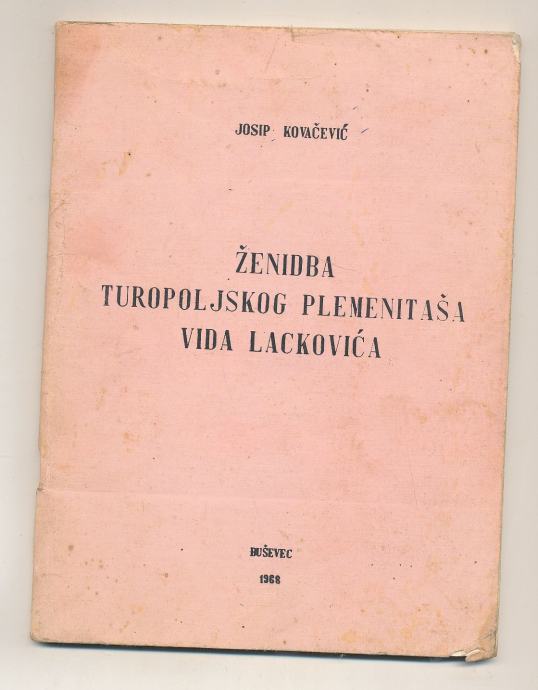 JOSIP KOVAČEVIĆ
ŽENIDBA
TUROPOLJSKOG PLEMENITAŠA
VIDA LACKOVIĆA
BUŠEVEC
1968